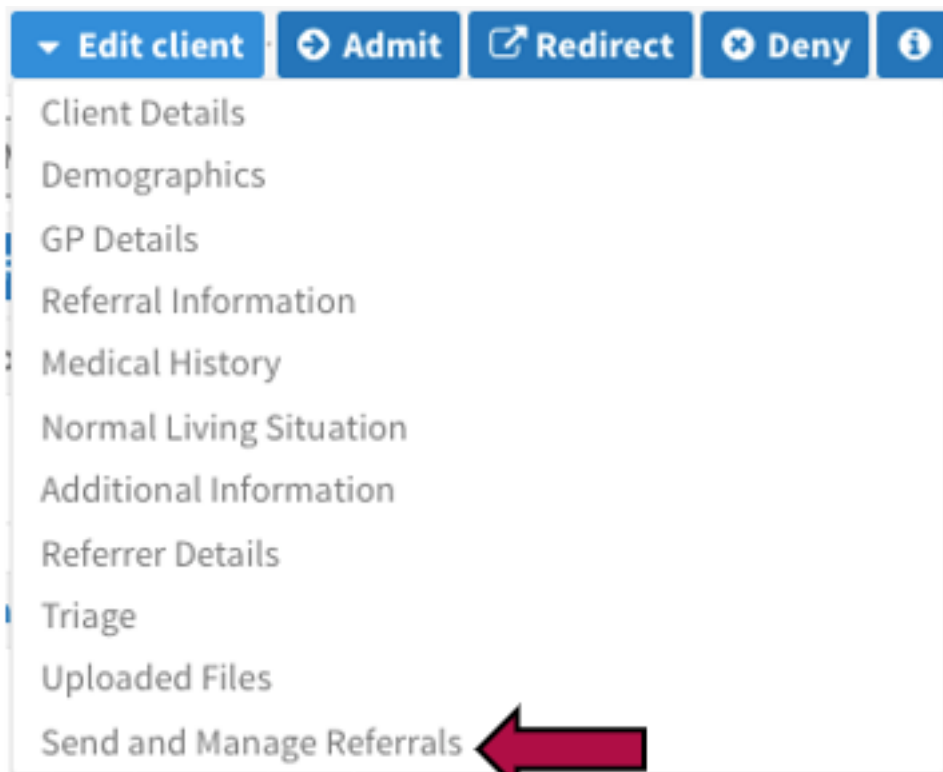 Edit client Admit Redirect Deny
Client Details
Demographics
GP Details
Referral Information
Medical History
Normal Living Situation
Additional Information
Referrer Details
Triage
Uploaded Files
Send and Manage Referrals